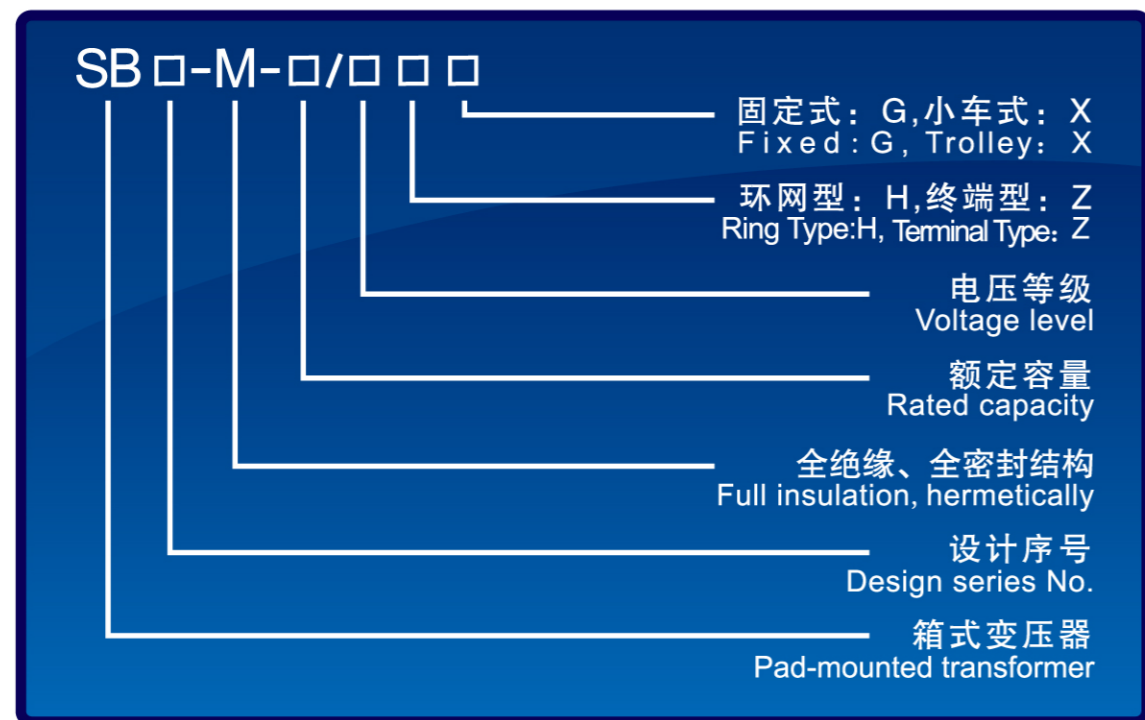 SB□-M-□/□□□
固定式：G,小车式：X
Fixed:G, Trolley：X
环网型：H,终端型：Z
Ring Type:H, Terminal Type：Z
电压等级
Voltage level
额定容量
Rated capacity
全绝缘、全密封结构
Full insulation, hermetically
设计序号
Design series No.
箱式变压器
Pad-mounted transformer